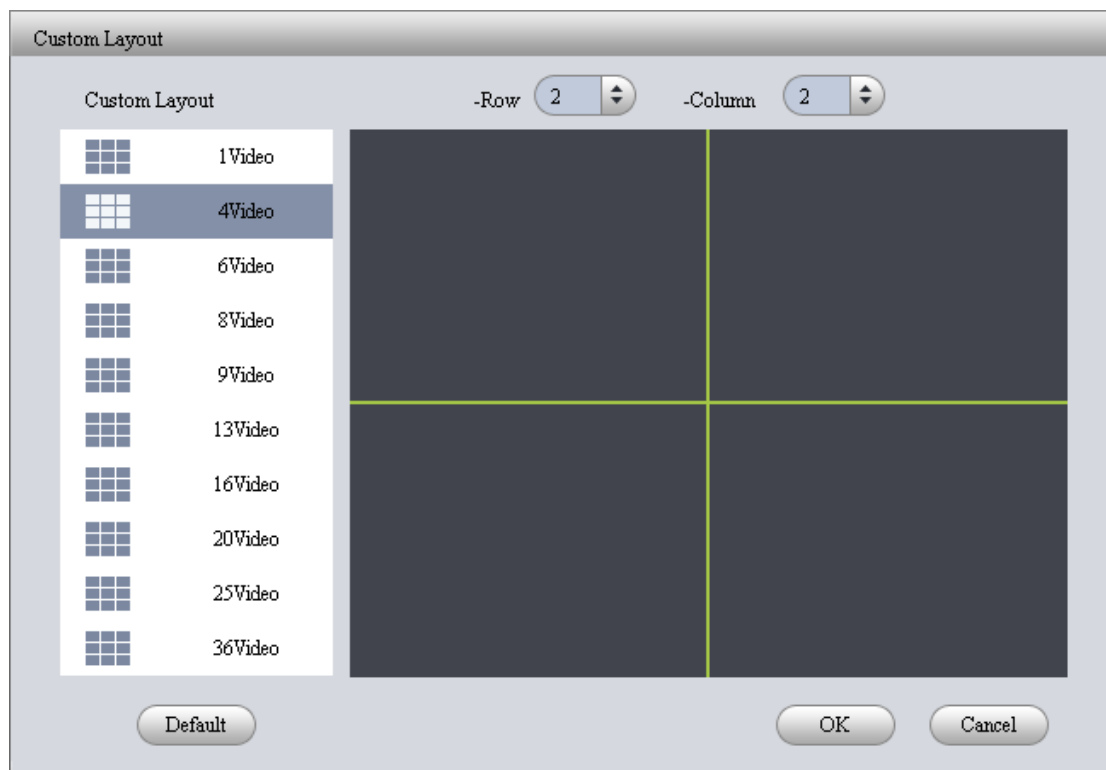 Custom Layout
Custom Layout -Row 2 -Column 2
1Video
4Video
6Video
8Video
9Video
13Video
16Video
20Video
25Video
36Video
Default OK Cancel